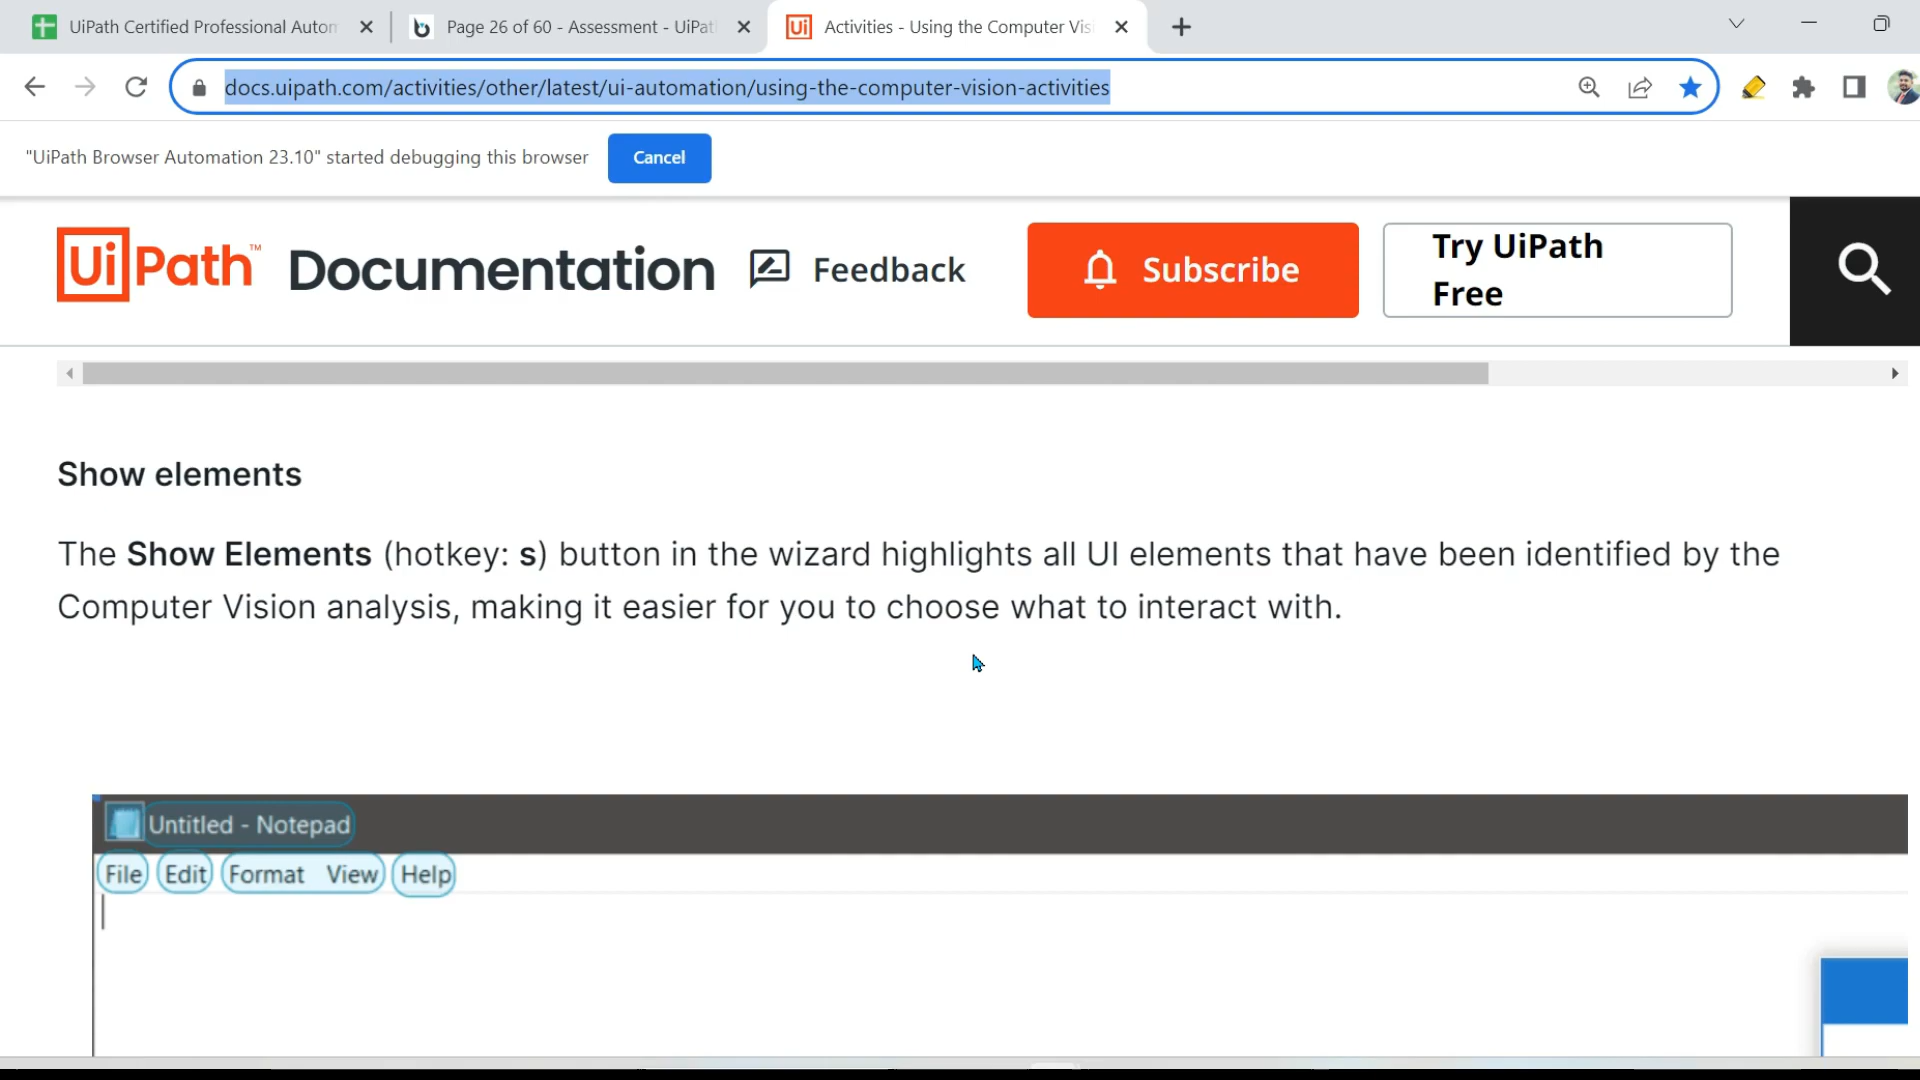 UiPath Certified Professional Autom
Page 26 of 60 - Assessment - UiPat
Activities - Using the Computer Vis
docs.uipath.com/activities/other/latest/ui-automation/using-the-computer-vision-activities
"UiPath Browser Automation 23.10" started debugging this browser
Cancel
UiPath™ Documentation
Feedback
Subscribe
Try UiPath
Free
Show elements
The Show Elements (hotkey: s) button in the wizard highlights all UI elements that have been identified by the
Computer Vision analysis, making it easier for you to choose what to interact with.
Untitled - Notepad
File Edit Format View Help